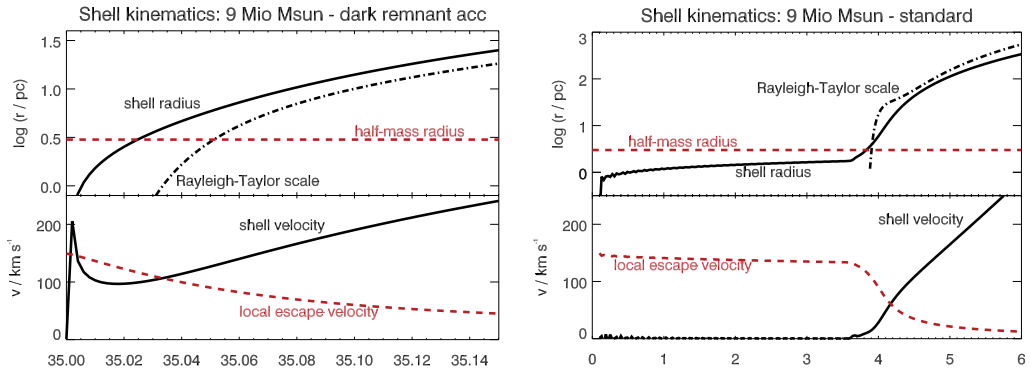 Shell kinematics: 9 Mio Msun - dark remnant acc
1.5
1.0
0.5
0.0
log (r / pc)
shell radius
half-mass radius
Rayleigh-Taylor scale
200
100
0
v / km s⁻¹
shell velocity
local escape velocity
35.00 35.02 35.04 35.06 35.08 35.10 35.12 35.14
Shell kinematics: 9 Mio Msun - standard
3
2
1
0
log (r / pc)
Rayleigh-Taylor scale
half-mass radius
shell radius
200
100
0
v / km s⁻¹
shell velocity
local escape velocity
0 1 2 3 4 5 6